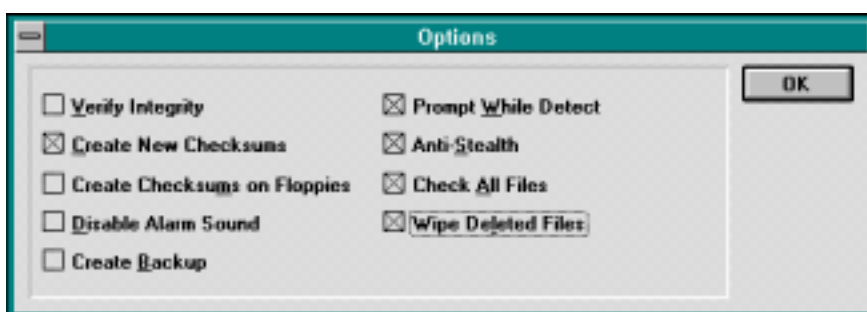 Options
Verify Integrity
Create New Checksums
Create Checksums on Floppies
Disable Alarm Sound
Create Backup
Prompt While Detect
Anti-Stealth
Check All Files
Wipe Deleted Files
OK